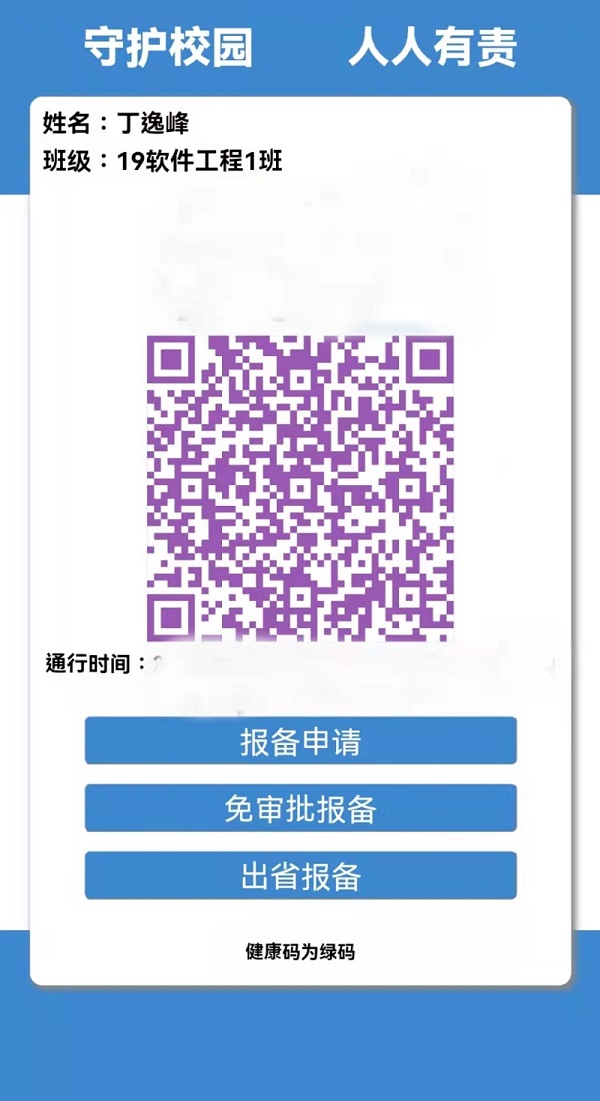 守护校园 人人有责
姓名：丁逸峰
班级：19软件工程1班
通行时间：
报备申请
免审批报备
出省报备
健康码为绿码